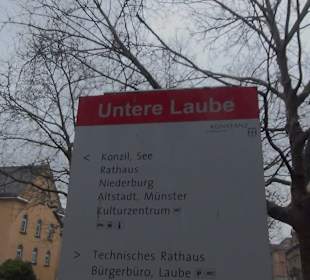 Untere Laube
KONSTANZ
< Konzil, See
Rathaus
Niederburg
Altstadt, Münster
Kulturzentrum
> Technisches Rathaus
Bürgerbüro, Laube P